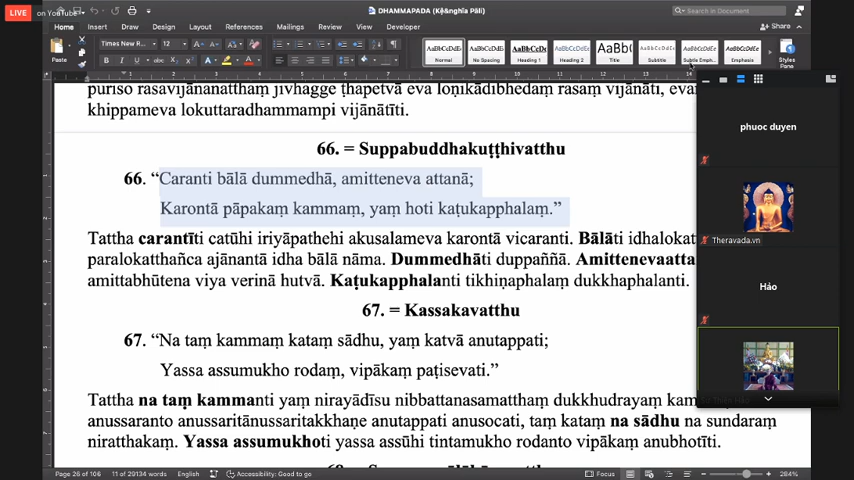 LIVE on YouTube
DHAMMAPADA (Kệ&nghĩa Pāli)
Search in Document
Home Insert Draw Design Layout References Mailings Review View Developer
Share
Paste
Times New R...
12
AaBbCcDdEe AaBbCcDdEe AaBbCcDc AaBbCcDdEe AaBb( AaBbCcDdEe AaBbCcDdEe AaBbCcDdEe
Normal No Spacing Heading 1 Heading 2 Title Subtitle Subtle Emph... Emphasis
Styles Pane
puriso rasavijānanatthaṃ jivhagge ṭhapetvā eva loṇikādibhedaṃ rasaṃ vijānāti, evam
khippameva lokuttaradhammampi vijānātīti.
66. = Suppabuddhakuṭṭhivatthu
66. “Caranti bālā dummedhā, amitteneva attanā;
Karontā pāpakaṃ kammaṃ, yaṃ hoti kaṭukapphalaṃ.”
Tattha carantīti catūhi iriyāpathehi akusalameva karontā vicaranti. Bālāti idhalokatt
paralokatthañca ajānantā idha bālā nāma. Dummedhāti duppaññā. Amittenevaatta
amittabhūtena viya verinā hutvā. Kaṭukapphalanti tikhiṇaphalaṃ dukkhaphalanti.
67. = Kassakavatthu
67. “Na taṃ kammaṃ kataṃ sādhu, yaṃ katvā anutappati;
Yassa assumukho rodaṃ, vipākaṃ paṭisevati.”
Tattha na taṃ kammanti yaṃ nirayādīsu nibbattanasamatthaṃ dukkhudrayaṃ kam
anussaranto anussaritānussaritakkhaṇe anutappati anusocati, taṃ kataṃ na sādhu na sundaraṃ
niratthakaṃ. Yassa assumukhoti yassa assūhi tintamukho rodanto vipākaṃ anubhotīti.
phuoc duyen
Theravada.vn
Hảo
Page 26 of 106 11 of 29134 words English Accessibility: Good to go Focus 284%